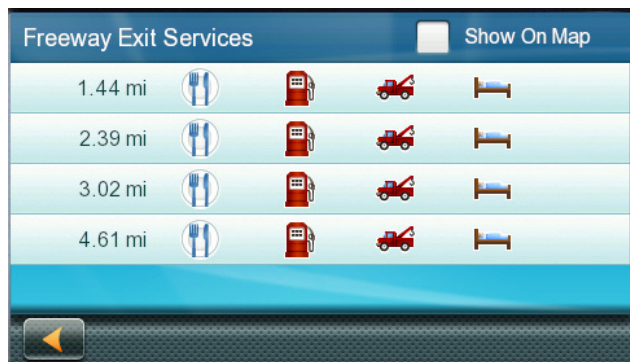 Freeway Exit Services Show On Map
1.44 mi
2.39 mi
3.02 mi
4.61 mi